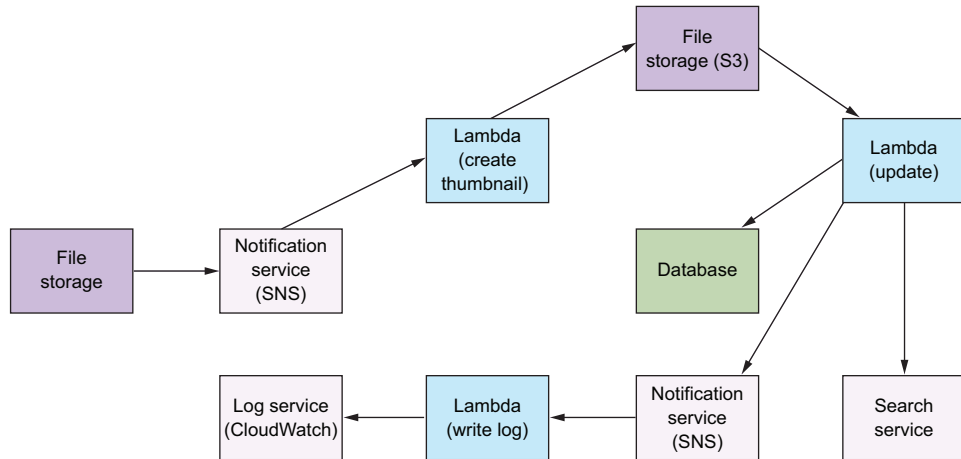 File
storage (S3)
Lambda
(create
thumbnail)
Lambda
(update)
File
storage
Notification
service
(SNS)
Database
Log service
(CloudWatch)
Lambda
(write log)
Notification
service
(SNS)
Search
service